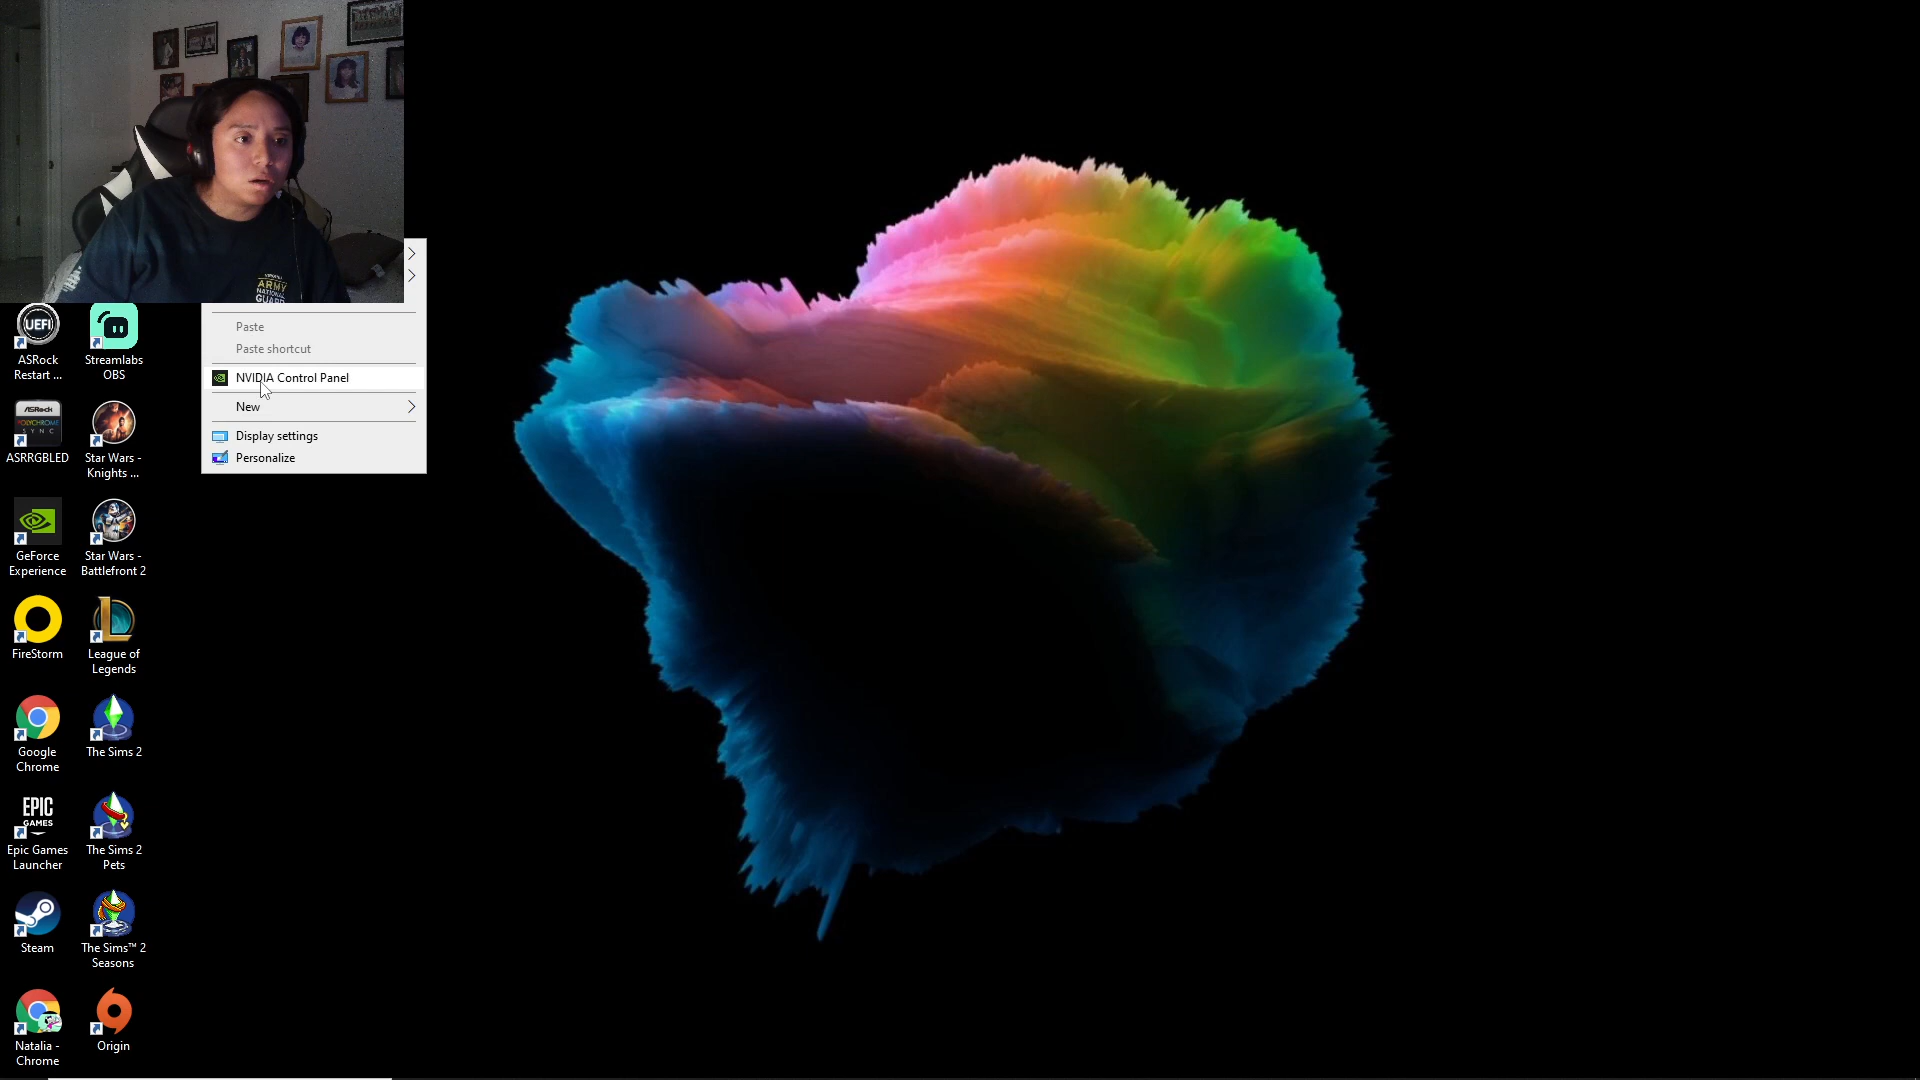 ARMY
NATIONAL
GUARD
Paste
Paste shortcut
NVIDIA Control Panel
New
Display settings
Personalize
UEFI
ASRock
Restart ...
Streamlabs
OBS
ASRock
POLYCHROME
SYNC
ASRRGBLED
Star Wars -
Knights ...
GeForce
Experience
Star Wars -
Battlefront 2
FireStorm
League of
Legends
Google
Chrome
The Sims 2
EPIC
GAMES
Epic Games
Launcher
The Sims 2
Pets
Steam
The Sims™ 2
Seasons
Natalia -
Chrome
Origin